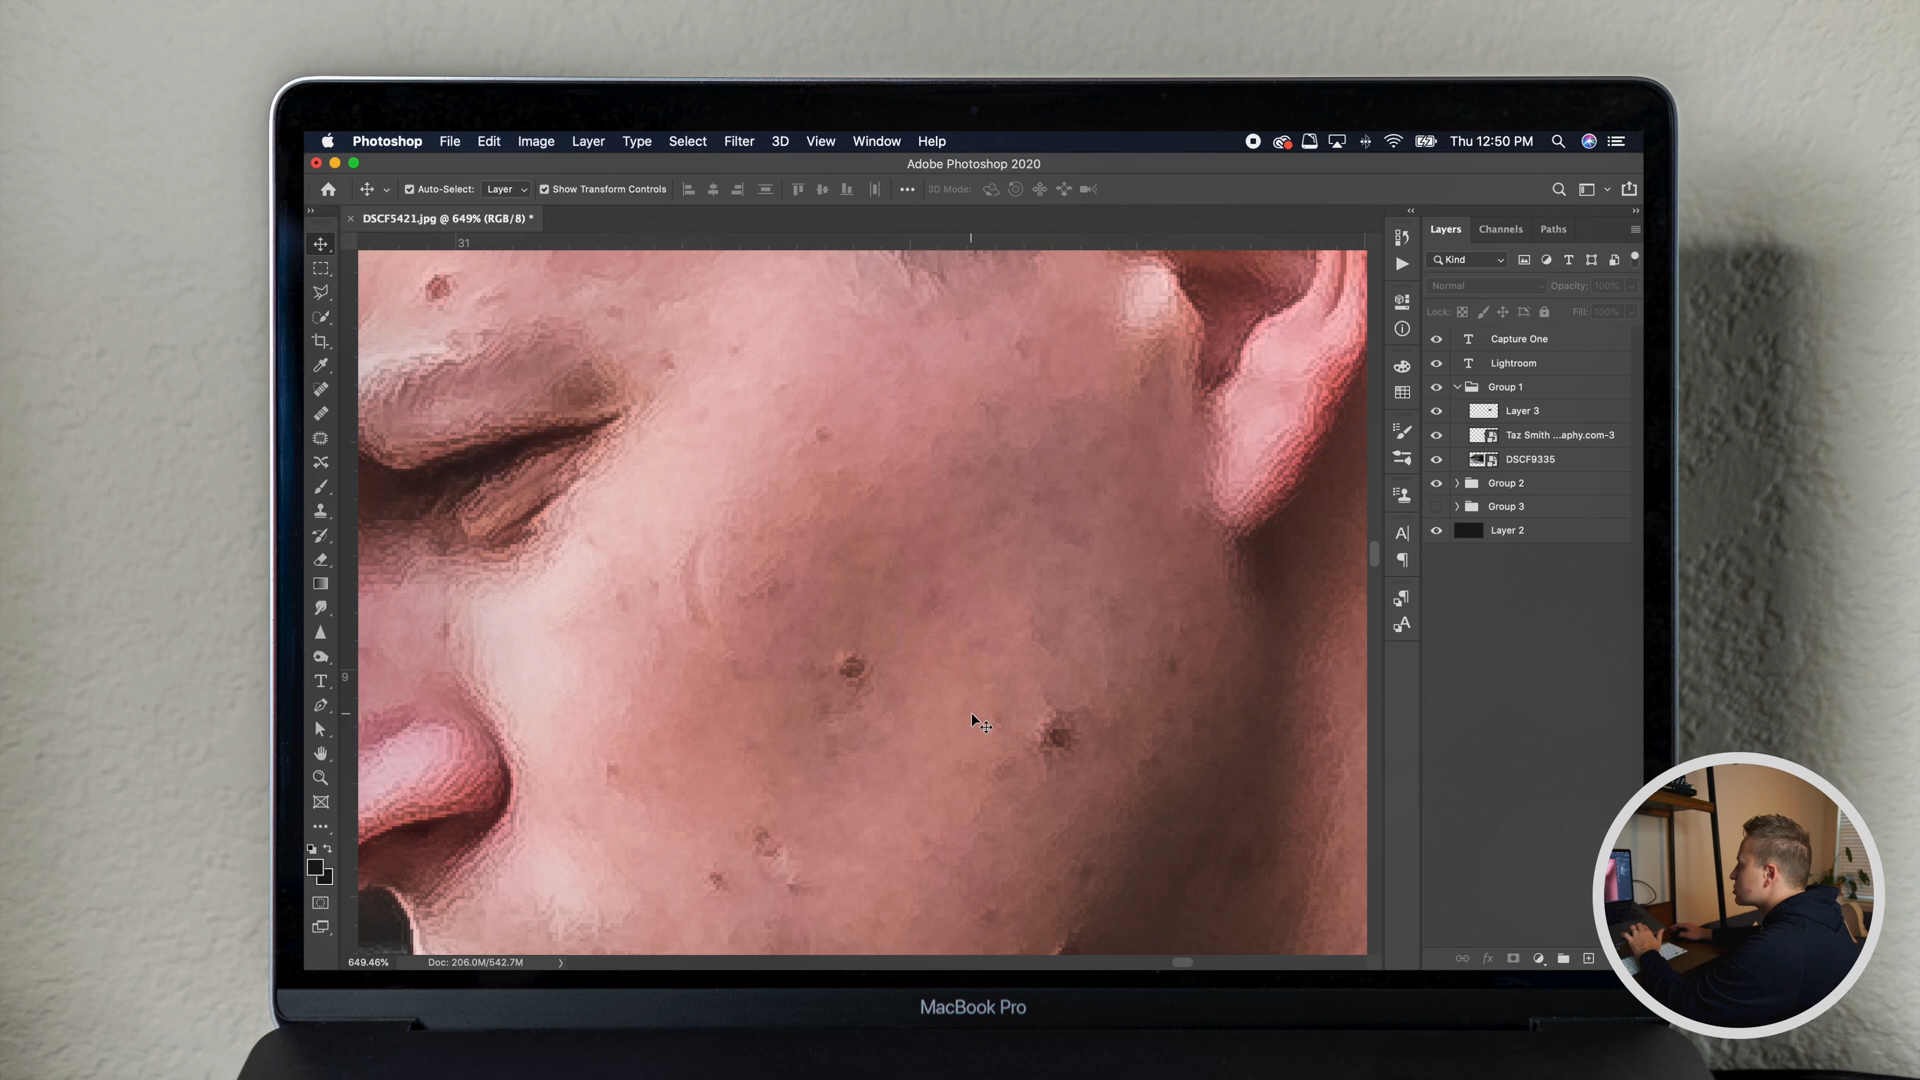 Photoshop File Edit Image Layer Type Select Filter 3D View Window Help Thu 12:50 PM
Adobe Photoshop 2020
Auto-Select: Layer Show Transform Controls 3D Mode:
DSCF5421.jpg @ 649% (RGB/8) *
Layers Channels Paths
31
Kind
Normal Opacity: 100%
Lock: Fill: 100%
Capture One
Lightroom
Group 1
Layer 3
Taz Smith ...aphy.com-3
DSCF9335
Group 2
Group 3
Layer 2
9
649.46% Doc: 206.0M/542.7M
MacBook Pro